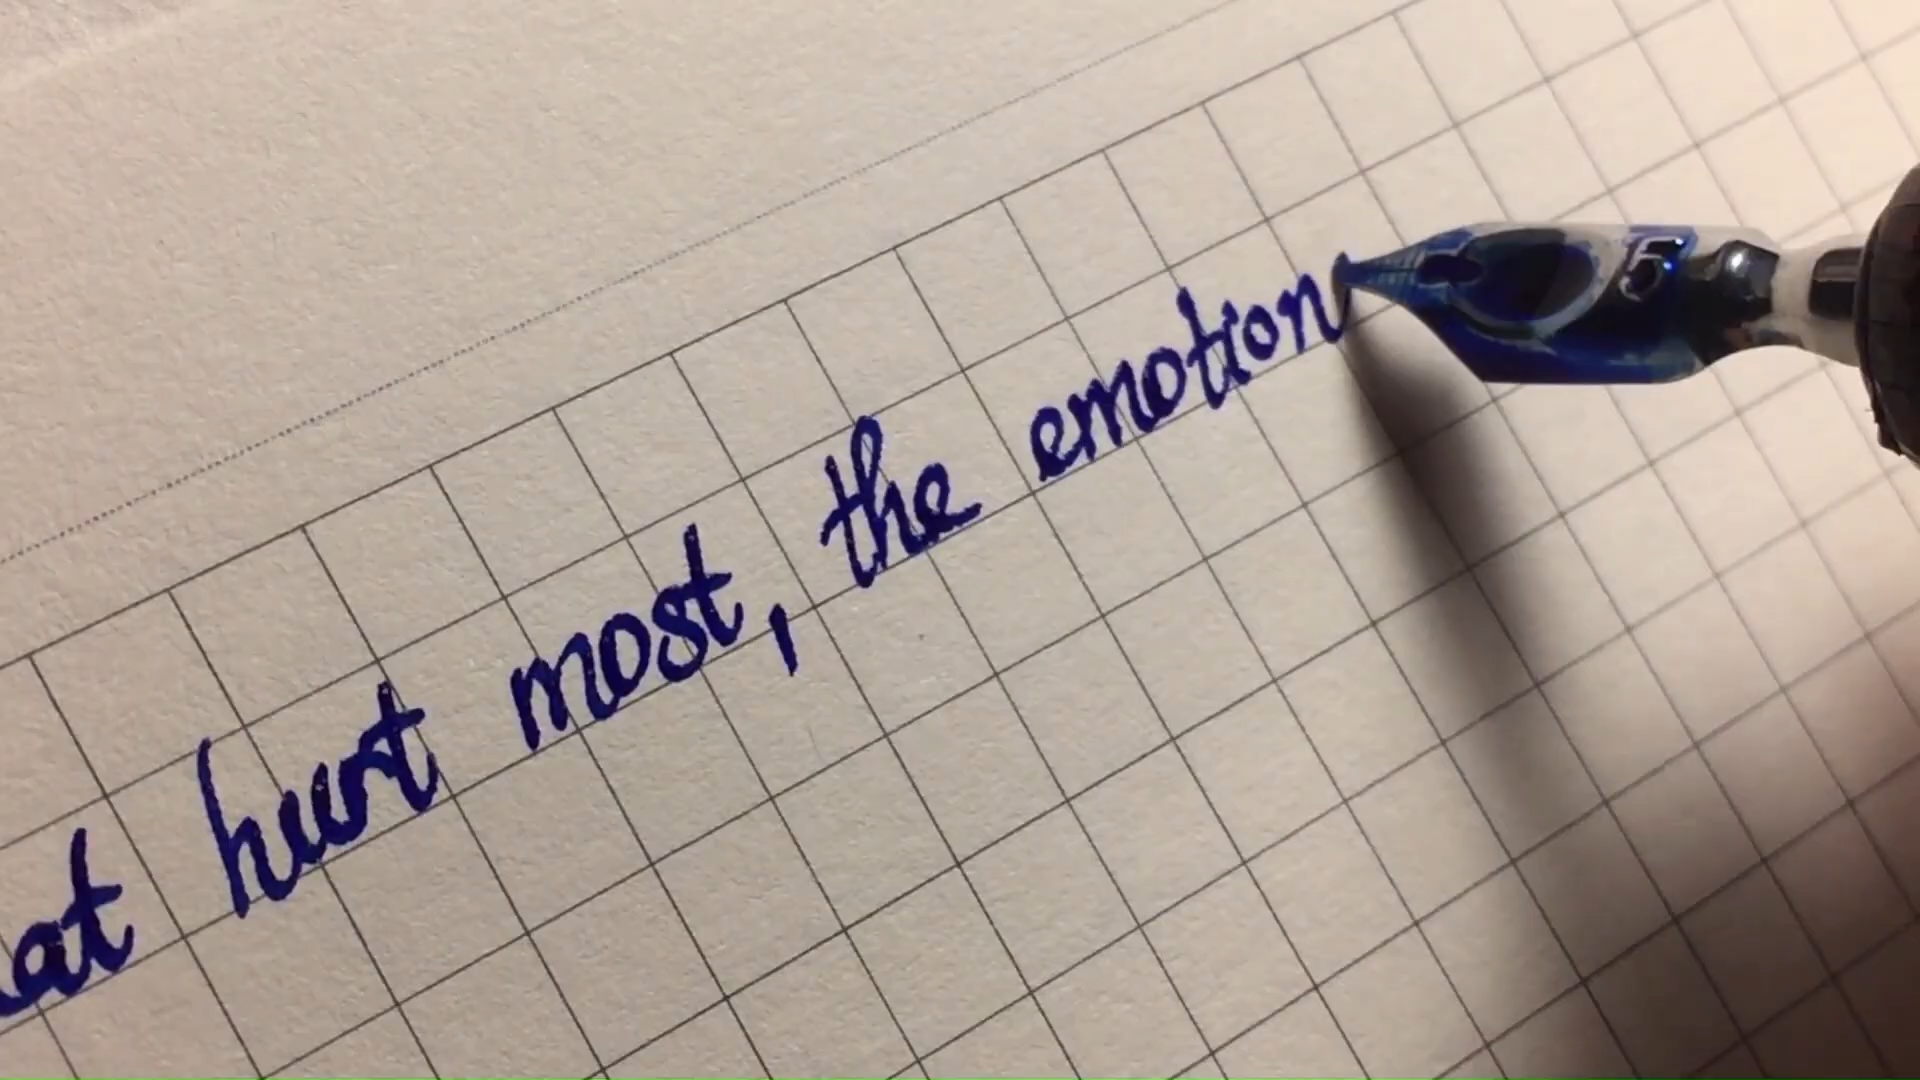 at hurt most, the emotion